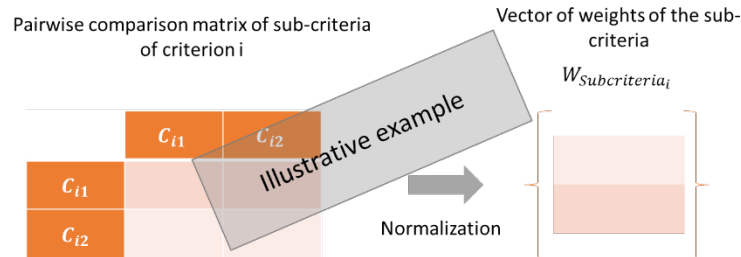 Pairwise comparison matrix of sub-criteria
of criterion i
Vector of weights of the sub-
criteria
W_{Subcriteria_i}
C_{i1} C_{i2}
Illustrative example
C_{i1}
C_{i2}
Normalization